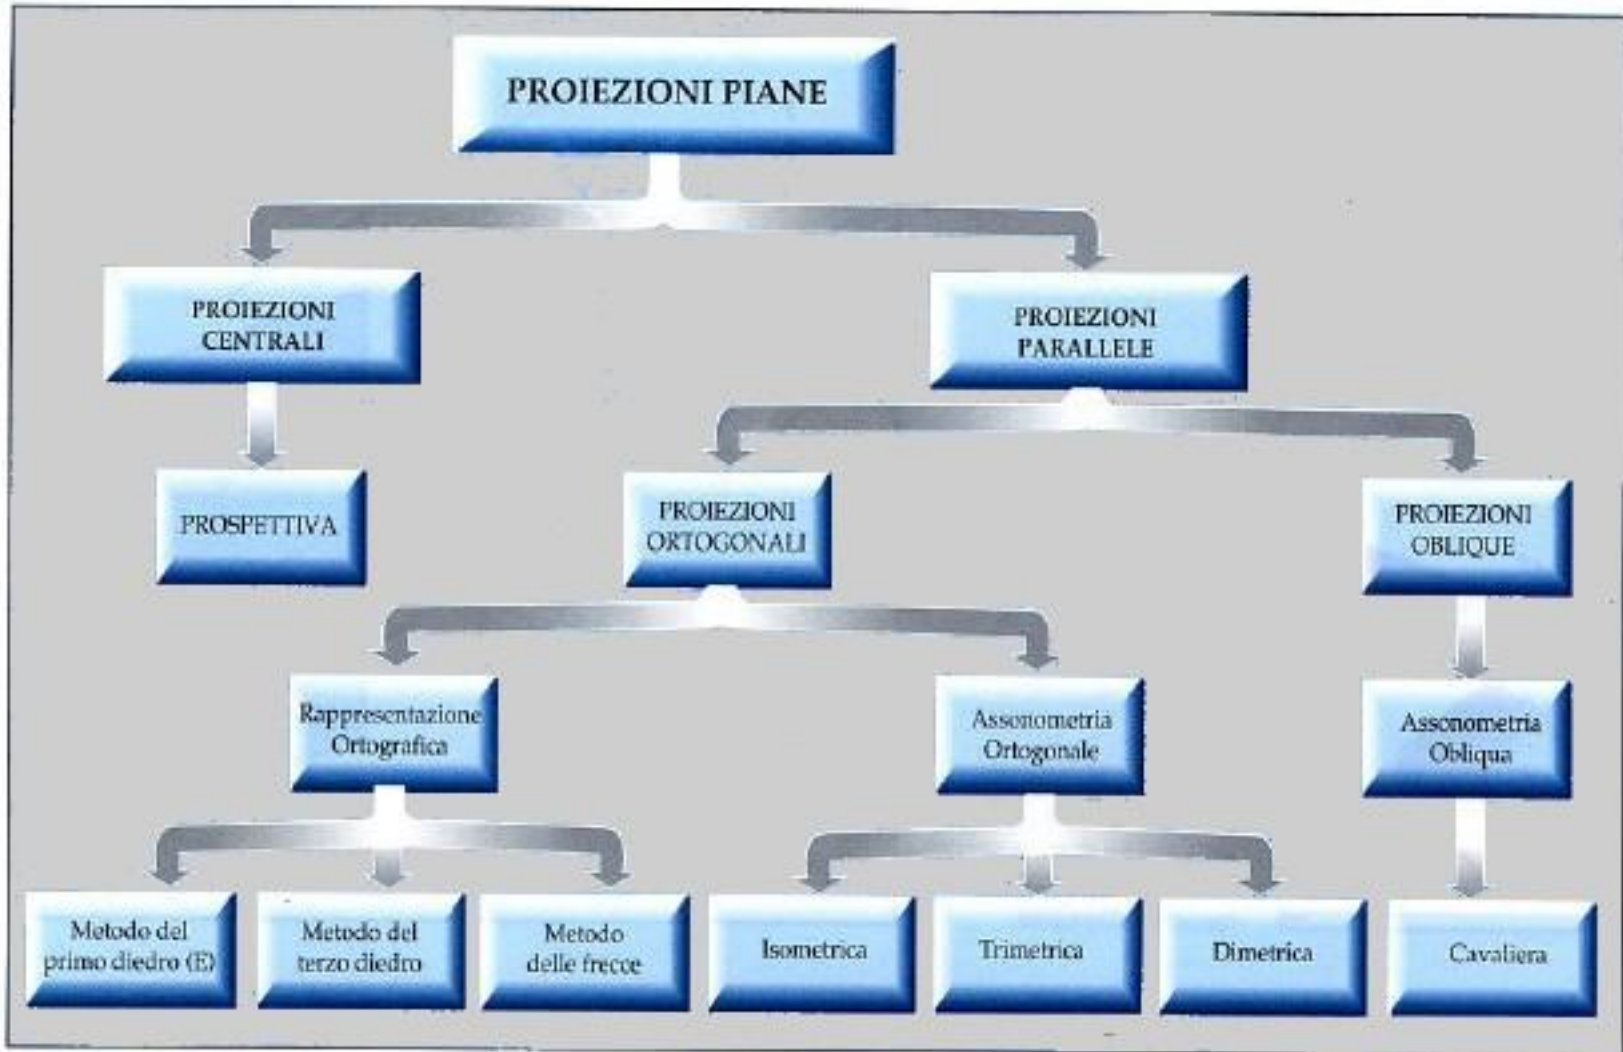 PROIEZIONI PIANE
PROIEZIONI
CENTRALI
PROIEZIONI
PARALLELE
PROSPETTIVA
PROIEZIONI
ORTOGONALI
PROIEZIONI
OBLIQUE
Rappresentazione
Ortografica
Assonometria
Ortogonale
Assonometria
Obliqua
Metodo del
primo diedro (E)
Metodo del
terzo diedro
Metodo
delle frecce
Isometrica
Trimetrica
Dimetrica
Cavaliera